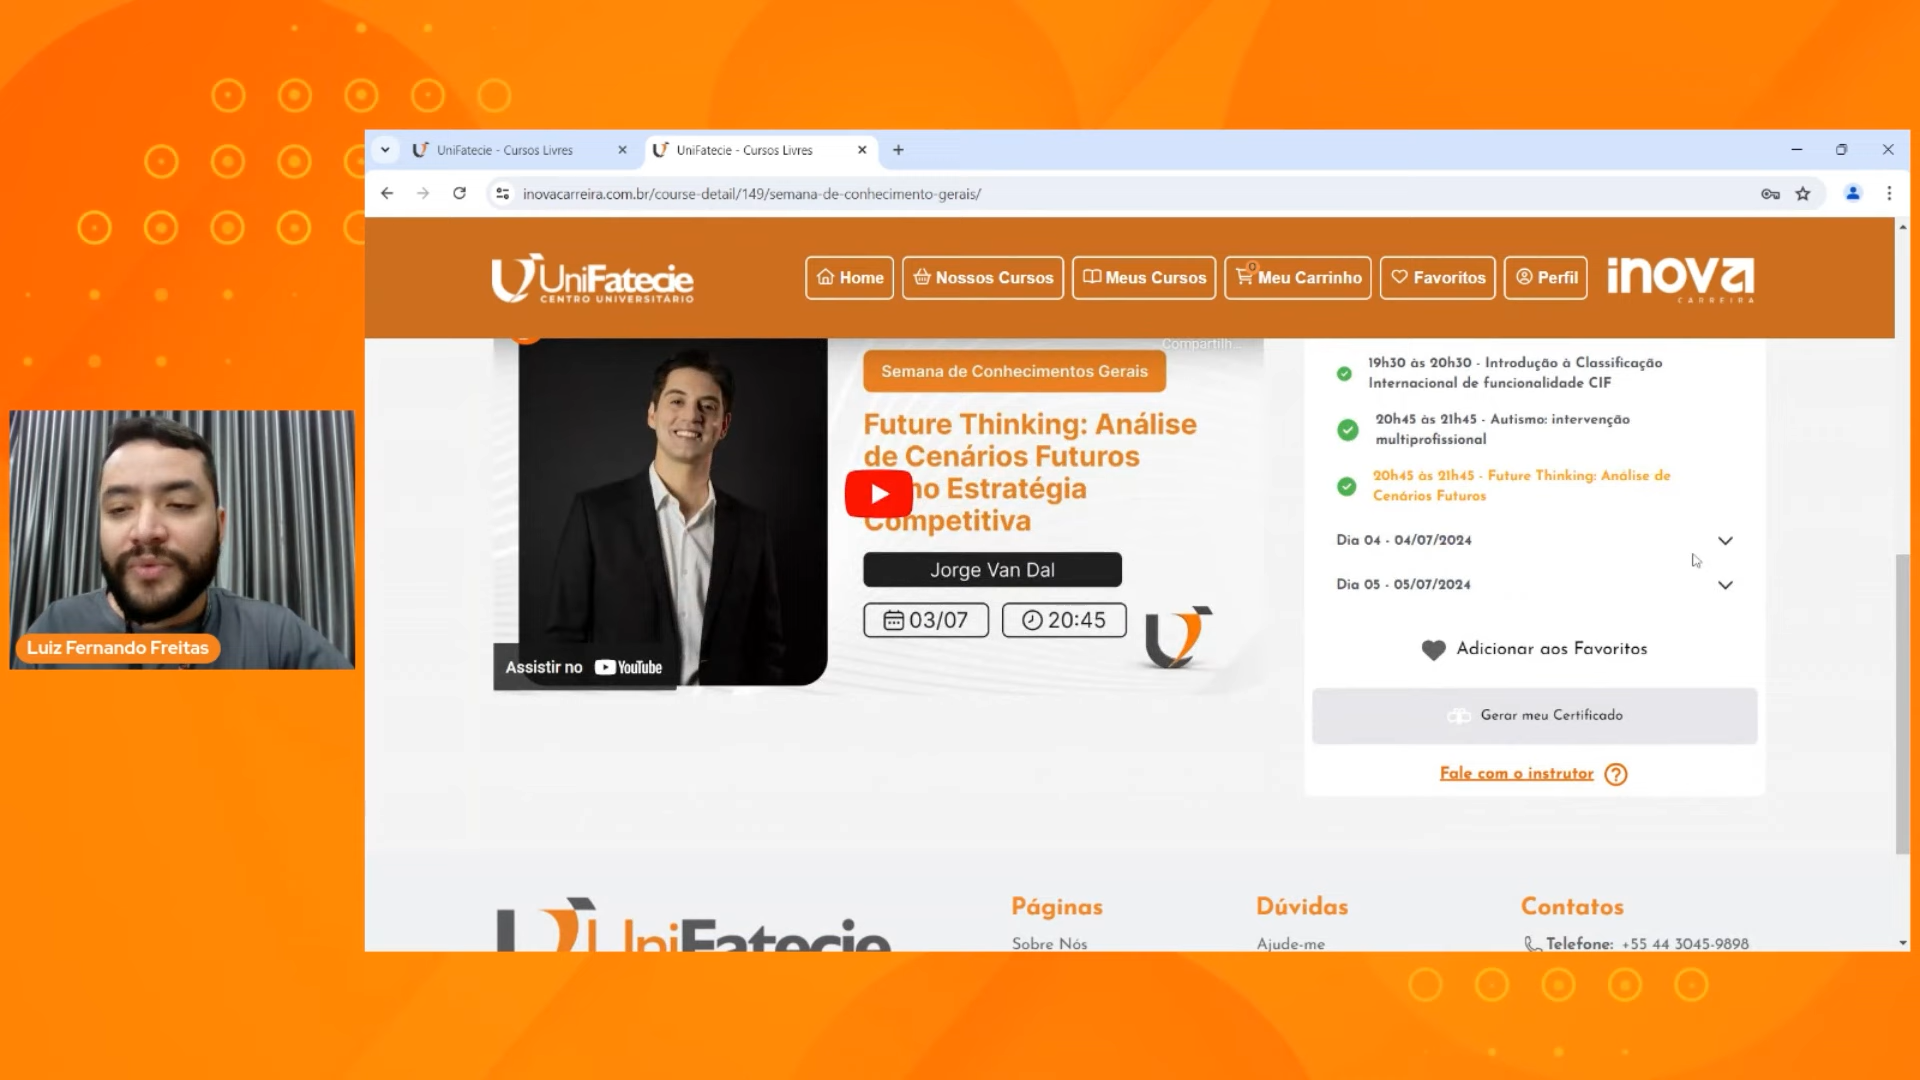 UniFatecie - Cursos Livres
UniFatecie - Cursos Livres
inovacarreira.com.br/course-detail/149/semana-de-conhecimento-gerais/
UniFatecie
CENTRO UNIVERSITÁRIO
Home
Nossos Cursos
Meus Cursos
0
Meu Carrinho
Favoritos
Perfil
inova
CARREIRA
Compartilh...
Semana de Conhecimentos Gerais
Future Thinking: Análise
de Cenários Futuros
no Estratégia
Competitiva
Jorge Van Dal
03/07
20:45
Assistir no YouTube
19h30 às 20h30 - Introdução à Classificação
Internacional de funcionalidade CIF
20h45 às 21h45 - Autismo: intervenção
multiprofissional
20h45 às 21h45 - Future Thinking: Análise de
Cenários Futuros
Dia 04 - 04/07/2024
Dia 05 - 05/07/2024
Adicionar aos Favoritos
Gerar meu Certificado
Fale com o instrutor ?
Luiz Fernando Freitas
UniFatecie
Páginas
Sobre Nós
Dúvidas
Ajude-me
Contatos
Telefone: +55 44 3045-9898